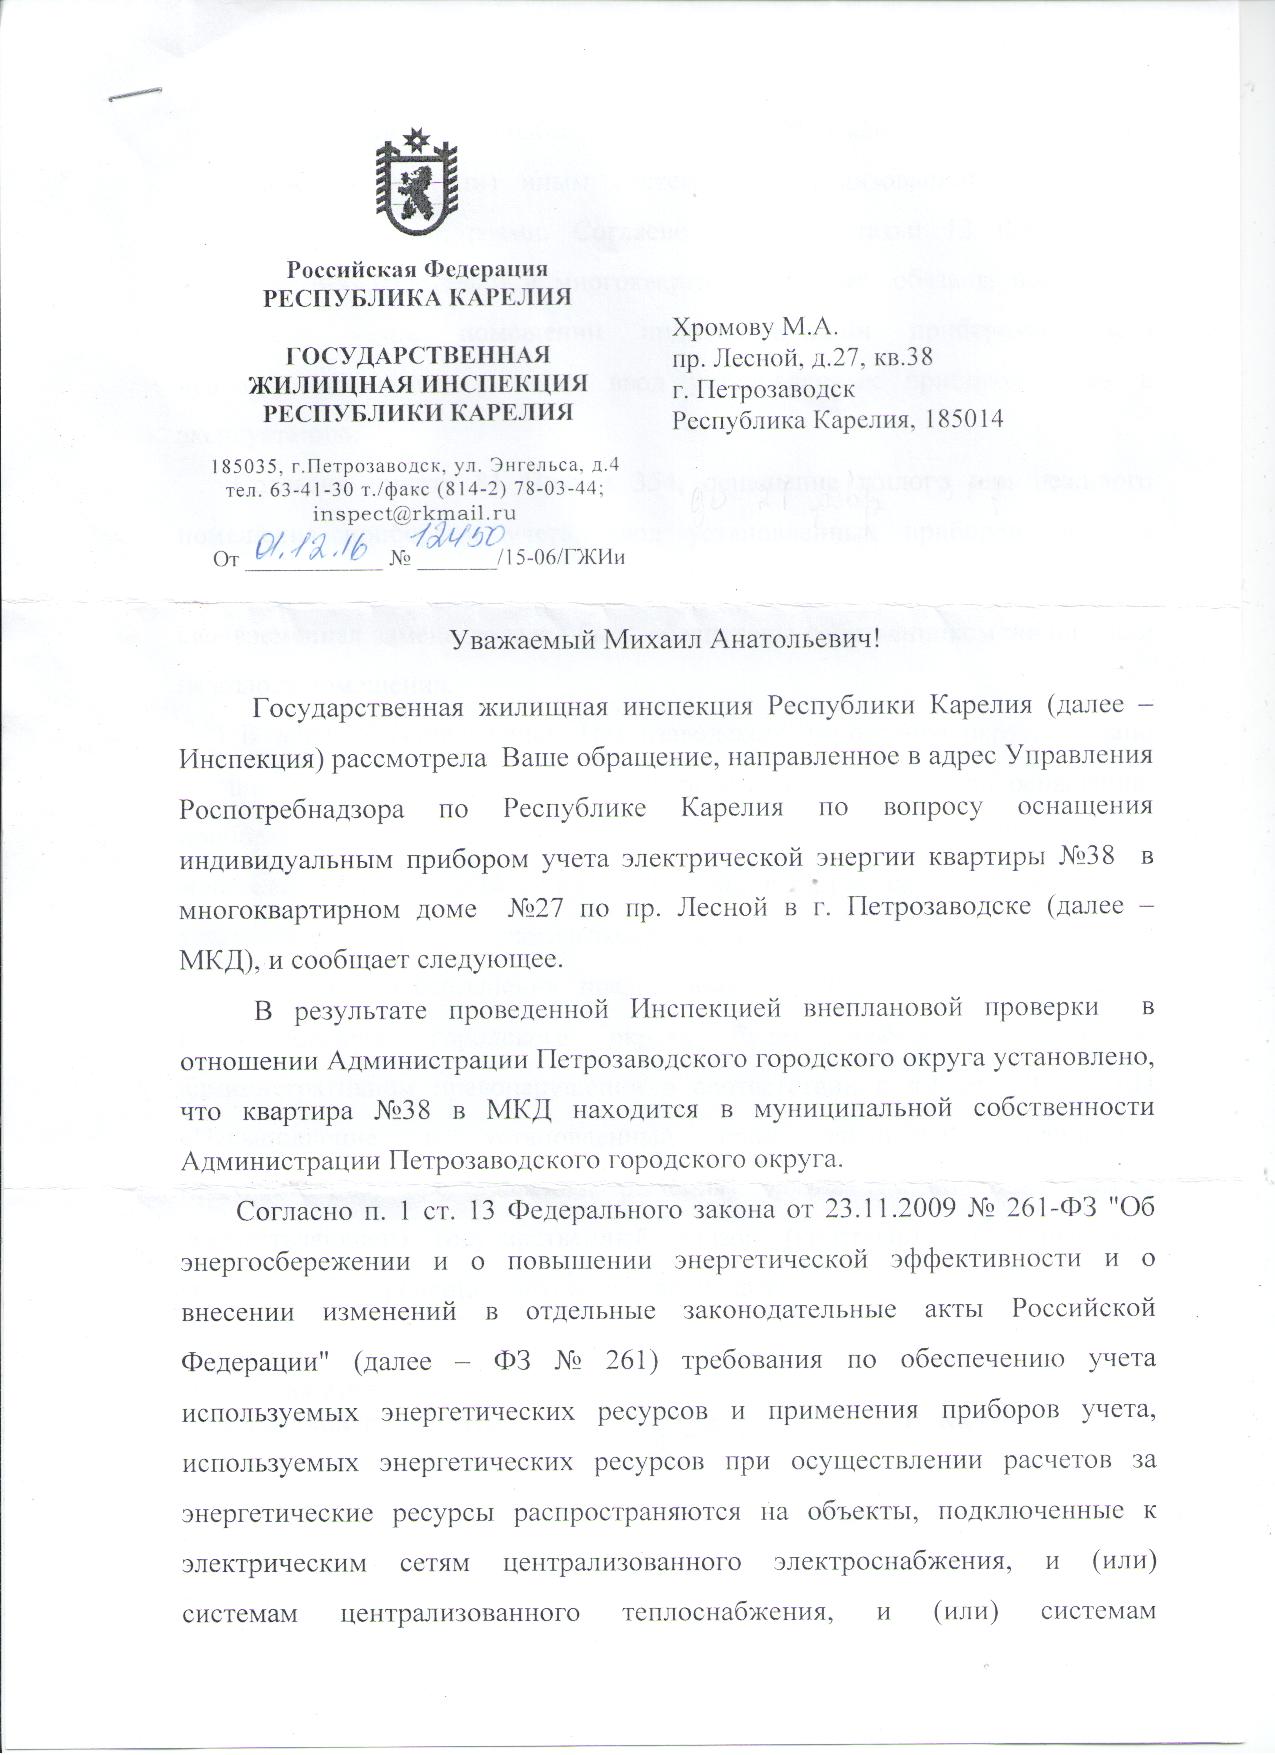 Российская Федерация
РЕСПУБЛИКА КАРЕЛИЯ
ГОСУДАРСТВЕННАЯ
ЖИЛИЩНАЯ ИНСПЕКЦИЯ
РЕСПУБЛИКИ КАРЕЛИЯ
185035, г.Петрозаводск, ул. Энгельса, д.4
тел. 63-41-30 т./факс (814-2) 78-03-44;
inspect@rkmail.ru
От 01.12.16 № 12450/15-06/ГЖИи
Хромову М.А.
пр. Лесной, д.27, кв.38
г. Петрозаводск
Республика Карелия, 185014
Уважаемый Михаил Анатольевич!
Государственная жилищная инспекция Республики Карелия (далее –
Инспекция) рассмотрела Ваше обращение, направленное в адрес Управления
Роспотребнадзора по Республике Карелия по вопросу оснащения
индивидуальным прибором учета электрической энергии квартиры №38 в
многоквартирном доме №27 по пр. Лесной в г. Петрозаводске (далее –
МКД), и сообщает следующее.
В результате проведенной Инспекцией внеплановой проверки в
отношении Администрации Петрозаводского городского округа установлено,
что квартира №38 в МКД находится в муниципальной собственности
Администрации Петрозаводского городского округа.
Согласно п. 1 ст. 13 Федерального закона от 23.11.2009 № 261-ФЗ "Об
энергосбережении и о повышении энергетической эффективности и о
внесении изменений в отдельные законодательные акты Российской
Федерации" (далее – ФЗ № 261) требования по обеспечению учета
используемых энергетических ресурсов и применения приборов учета,
используемых энергетических ресурсов при осуществлении расчетов за
энергетические ресурсы распространяются на объекты, подключенные к
электрическим сетям централизованного электроснабжения, и (или)
системам централизованного теплоснабжения, и (или) системам